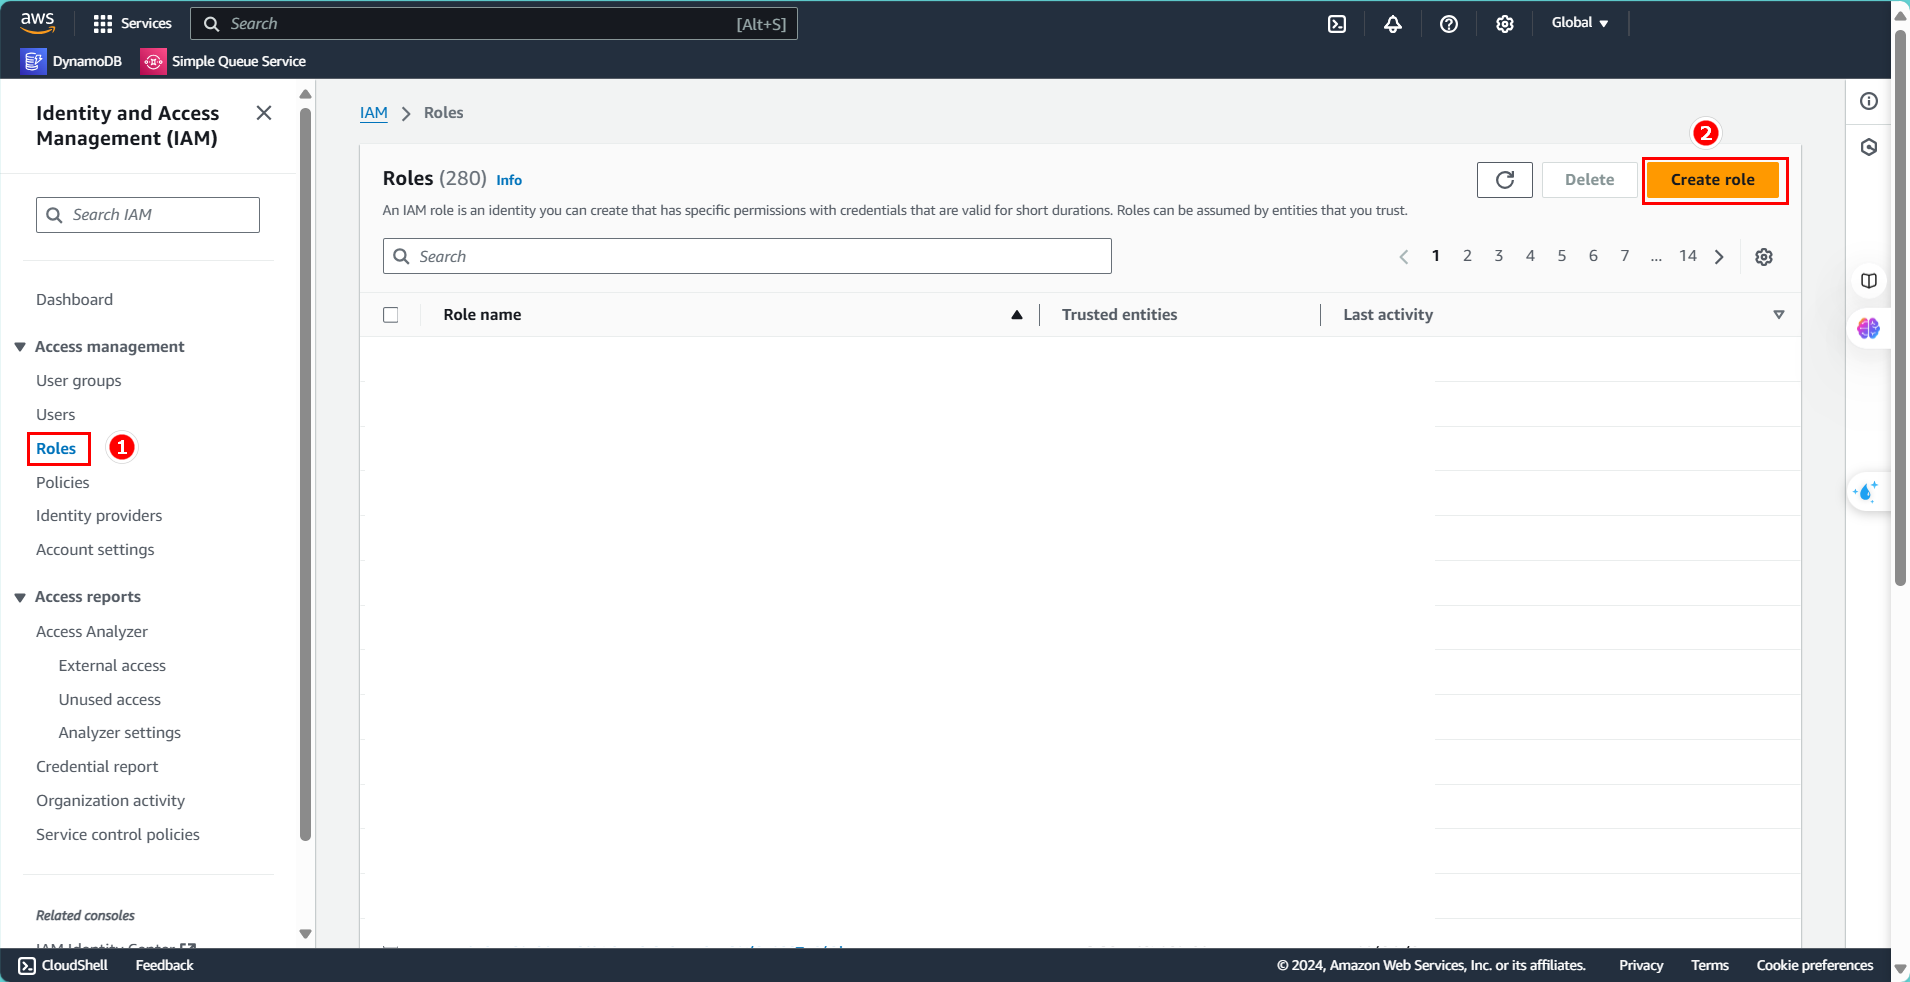 aws
Services
Search
[Alt+S]
Global
DynamoDB
Simple Queue Service
Identity and Access
Management (IAM)
Search IAM
Dashboard
Access management
User groups
Users
Roles
1
Policies
Identity providers
Account settings
Access reports
Access Analyzer
External access
Unused access
Analyzer settings
Credential report
Organization activity
Service control policies
Related consoles
IAM Identity Center
IAM > Roles
2
Roles (280) Info
Delete
Create role
An IAM role is an identity you can create that has specific permissions with credentials that are valid for short durations. Roles can be assumed by entities that you trust.
Search
1 2 3 4 5 6 7 ... 14
Role name
Trusted entities
Last activity
CloudShell
Feedback
© 2024, Amazon Web Services, Inc. or its affiliates.
Privacy
Terms
Cookie preferences